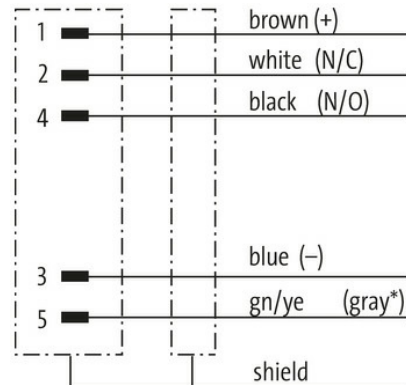 1 brown (+)
2 white (N/C)
4 black (N/O)
3 blue (–)
5 gn/ye (gray*)
shield